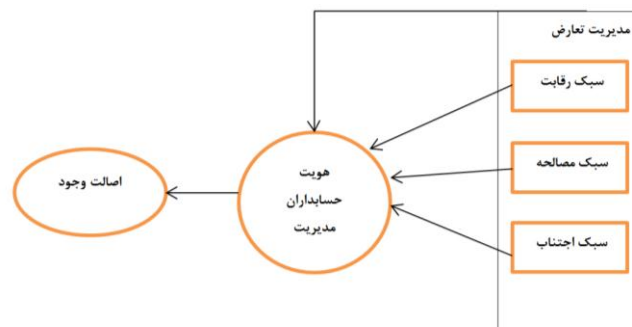 مدیریت تعارض
سبک رقابت
سبک مصالحه
سبک اجتناب
هویت
حسابداران
مدیریت
اصالت وجود